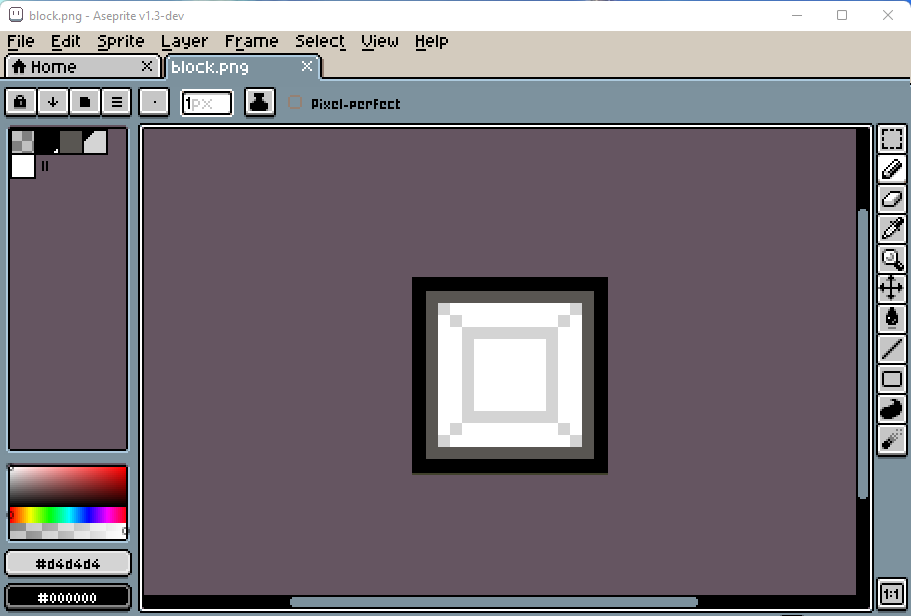 block.png - Aseprite v1.3-dev
File Edit Sprite Layer Frame Select View Help
Home block.png
1px Pixel-perfect
#d4d4d4
#000000
1:1